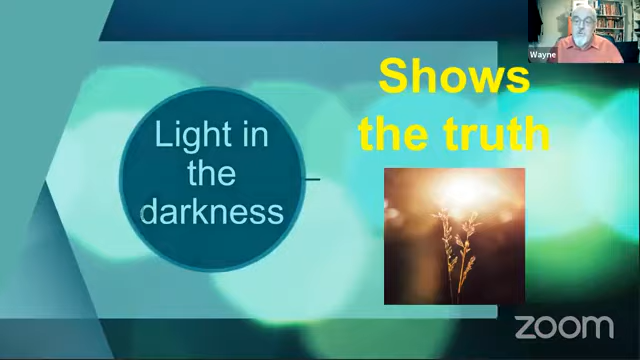 Wayne
Shows
the truth
Light in
the
darkness
zoom